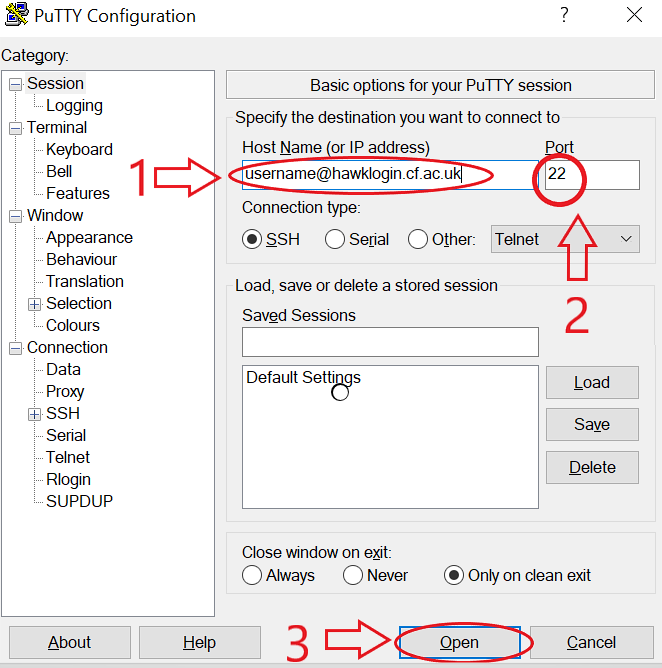 PuTTY Configuration ?
Category:
Session
Logging
Terminal
Keyboard
Bell
Features
Window
Appearance
Behaviour
Translation
Selection
Colours
Connection
Data
Proxy
SSH
Serial
Telnet
Rlogin
SUPDUP
Basic options for your PuTTY session
Specify the destination you want to connect to
Host Name (or IP address) Port
1 username@hawklogin.cf.ac.uk 22
Connection type:
SSH Serial Other: Telnet
2
Load, save or delete a stored session
Saved Sessions
Default Settings
Load
Save
Delete
Close window on exit:
Always Never Only on clean exit
About Help 3 Open Cancel